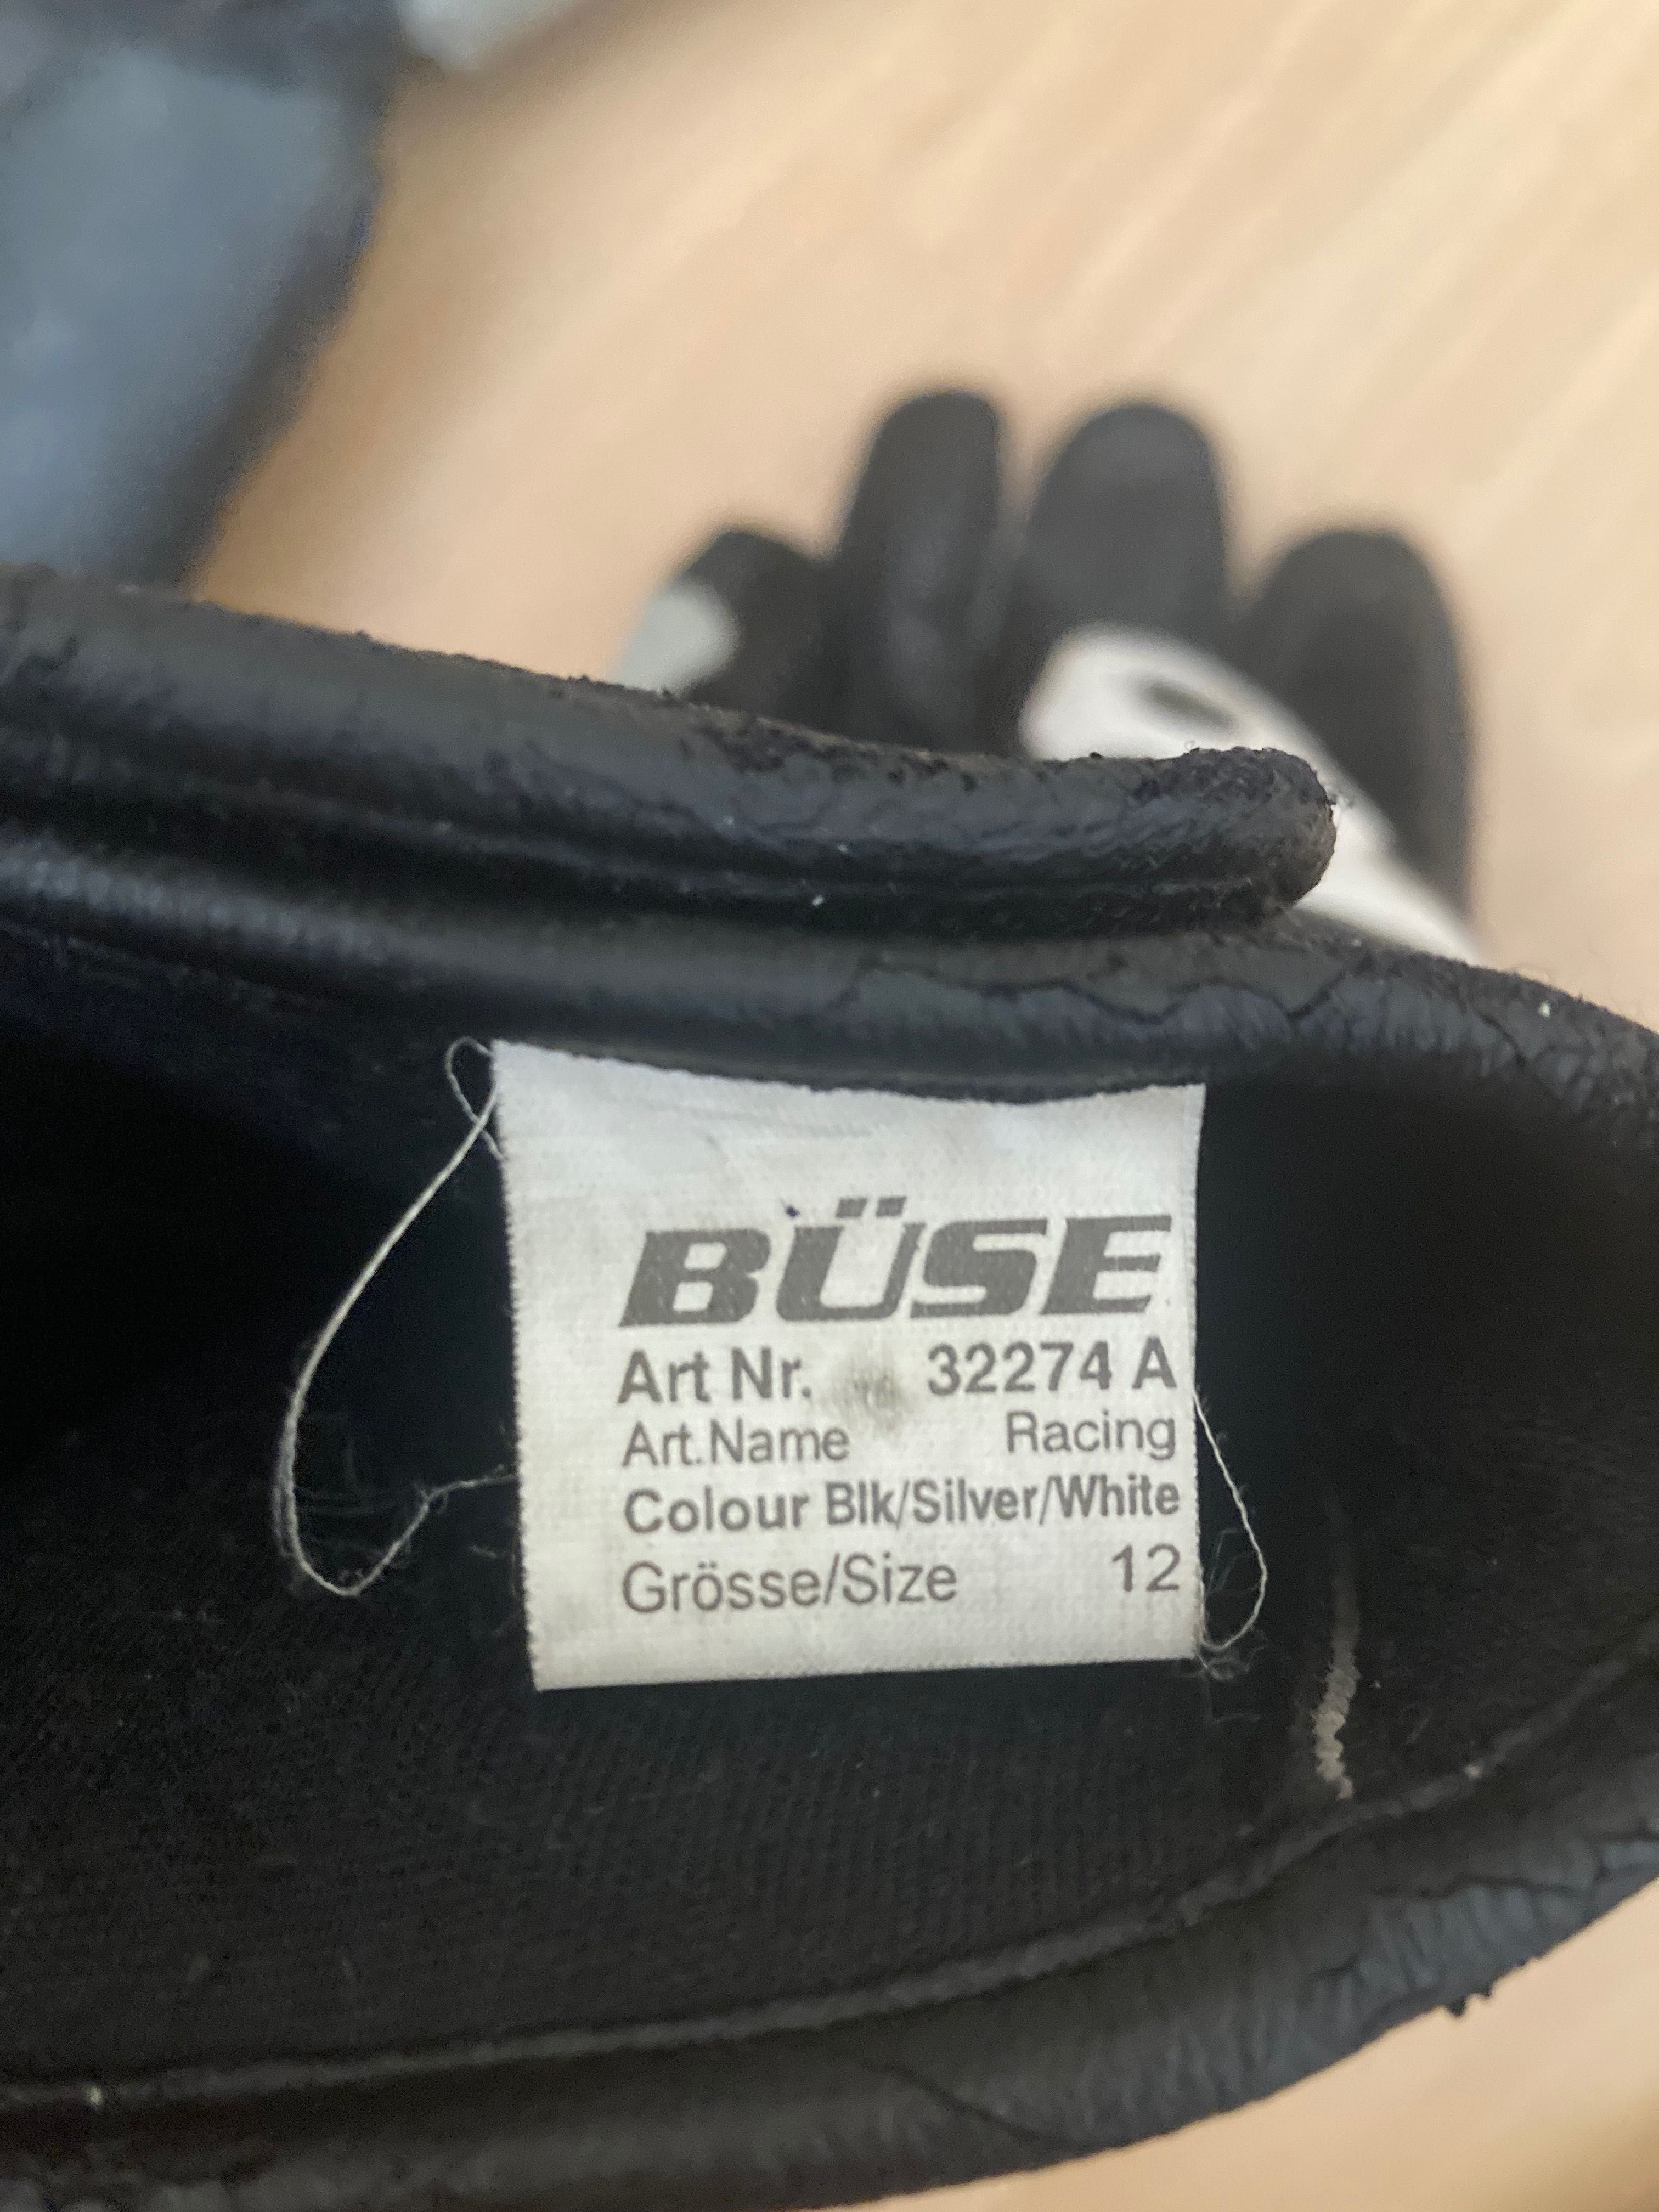 BÜSE
Art Nr. 32274 A
Art.Name Racing
Colour Blk/Silver/White
Grösse/Size 12